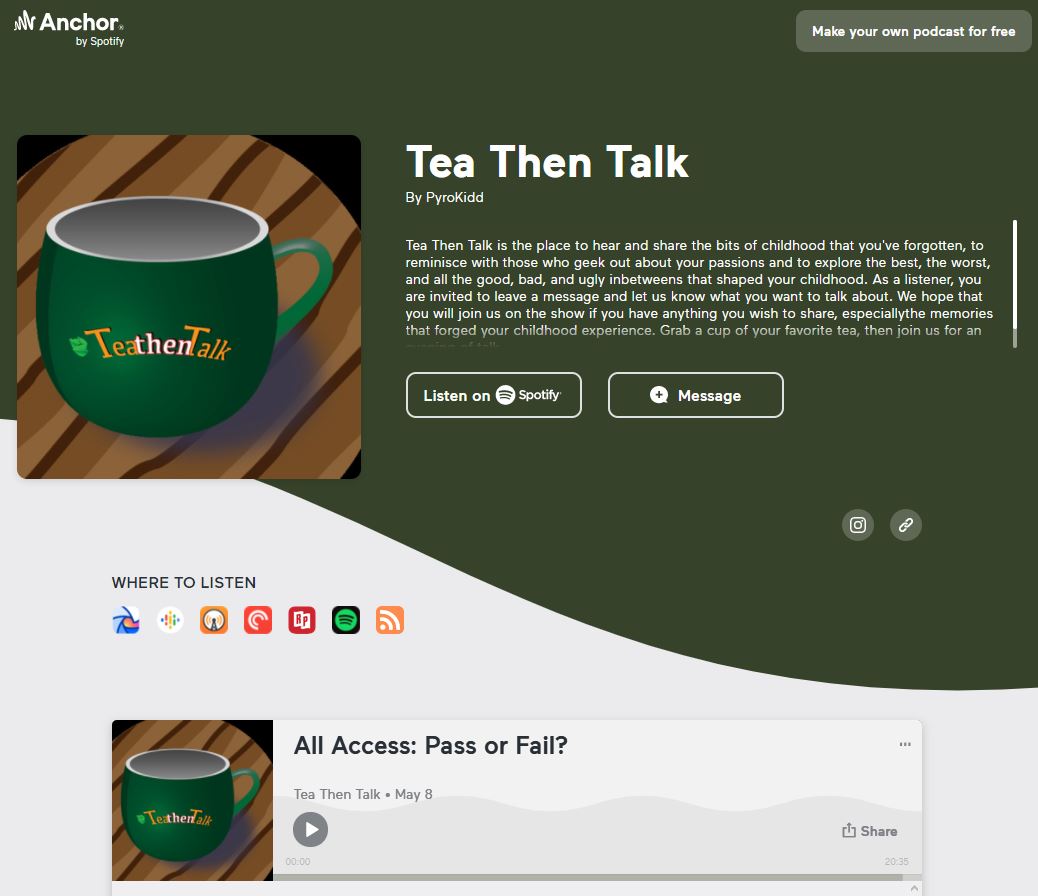 Anchor
by Spotify
Make your own podcast for free
Tea Then Talk
By PyroKidd
Tea Then Talk is the place to hear and share the bits of childhood that you've forgotten, to
reminisce with those who geek out about your passions and to explore the best, the worst,
and all the good, bad, and ugly inbetweens that shaped your childhood. As a listener, you
are invited to leave a message and let us know what you want to talk about. We hope that
you will join us on the show if you have anything you wish to share, especiallythe memories
that forged your childhood experience. Grab a cup of your favorite tea, then join us for an
evening of talk.
TeathenTalk
Listen on Spotify
Message
WHERE TO LISTEN
RP
All Access: Pass or Fail?
Tea Then Talk • May 8
TeathenTalk
Share
00:00
20:35